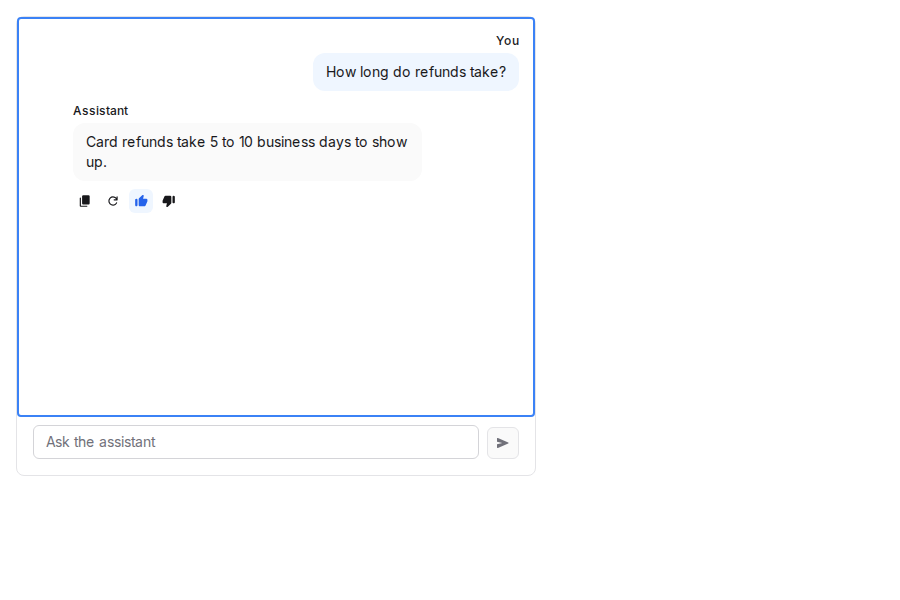 You
How long do refunds take?
Assistant
Card refunds take 5 to 10 business days to show
up.
Ask the assistant